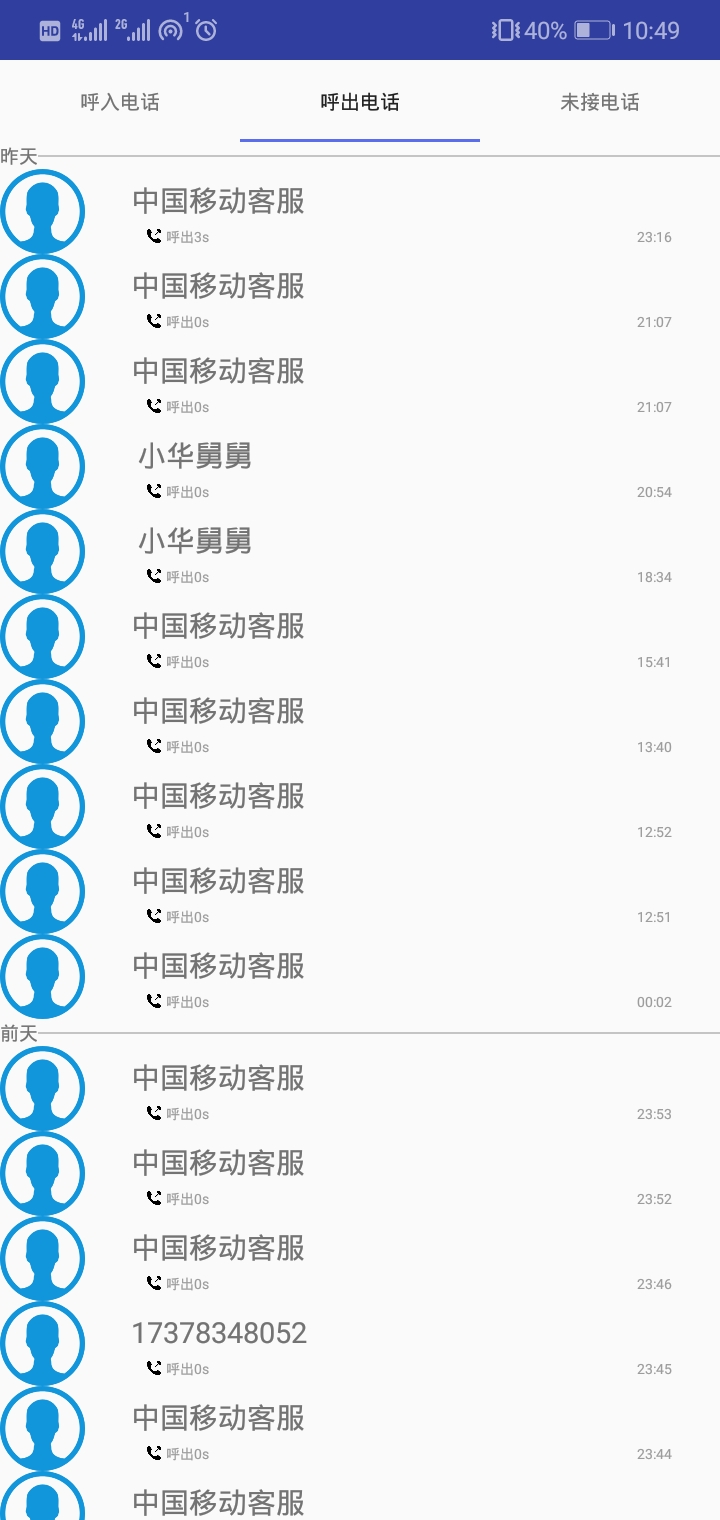 HD 4G 2G 1 40% 10:49
呼入电话 呼出电话 未接电话
昨天
中国移动客服
呼出3s 23:16
中国移动客服
呼出0s 21:07
中国移动客服
呼出0s 21:07
小华舅舅
呼出0s 20:54
小华舅舅
呼出0s 18:34
中国移动客服
呼出0s 15:41
中国移动客服
呼出0s 13:40
中国移动客服
呼出0s 12:52
中国移动客服
呼出0s 12:51
中国移动客服
呼出0s 00:02
前天
中国移动客服
呼出0s 23:53
中国移动客服
呼出0s 23:52
中国移动客服
呼出0s 23:46
17378348052
呼出0s 23:45
中国移动客服
呼出0s 23:44
中国移动客服